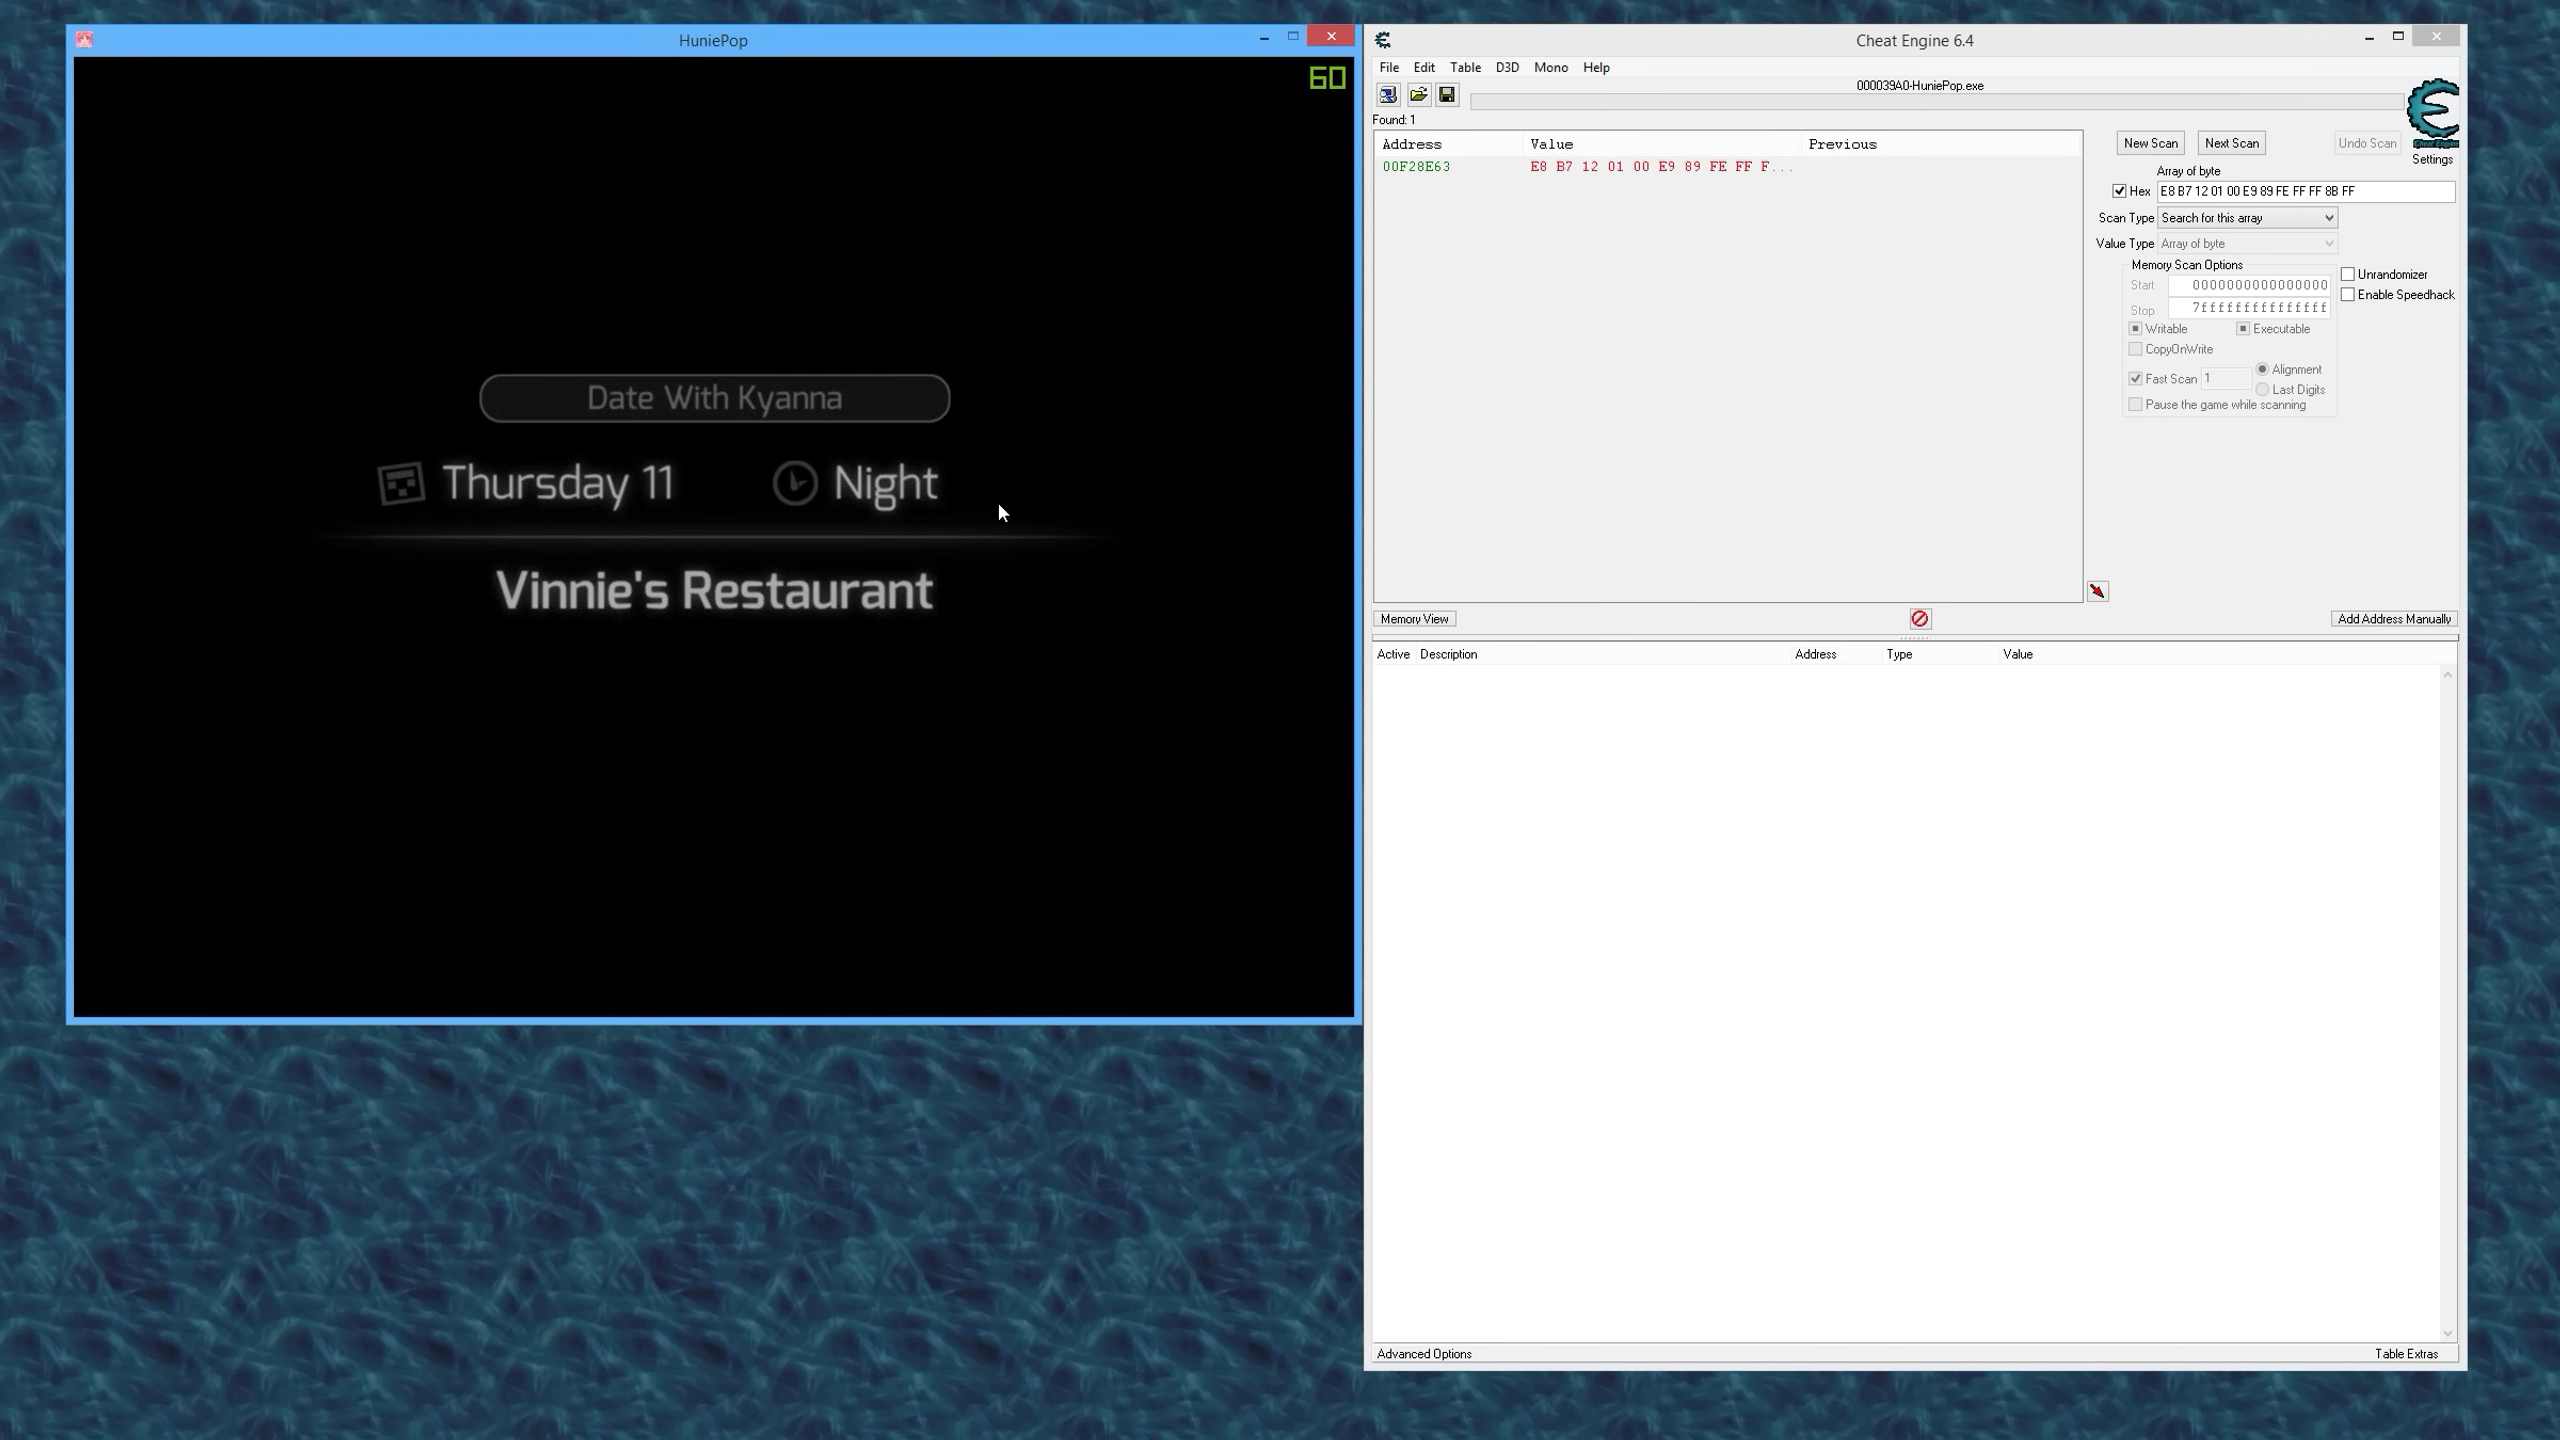 HuniePop
60
Date With Kyanna
Thursday 11
Night
Vinnie's Restaurant
Cheat Engine 6.4
File Edit Table D3D Mono Help
000039A0-HuniePop.exe
Found: 1
Address Value Previous
00F28E63 E8 B7 12 01 00 E9 89 FE FF F...
New Scan Next Scan Undo Scan
Cheat Engine
Settings
Array of byte
Hex E8 B7 12 01 00 E9 89 FE FF FF 8B FF
Scan Type Search for this array
Value Type Array of byte
Memory Scan Options
Unrandomizer
Start 0000000000000000
Enable Speedhack
Stop 7fffffffffffffff
Writable Executable
CopyOnWrite
Alignment
Fast Scan 1
Last Digits
Pause the game while scanning
Memory View
Add Address Manually
Active Description Address Type Value
Advanced Options
Table Extras